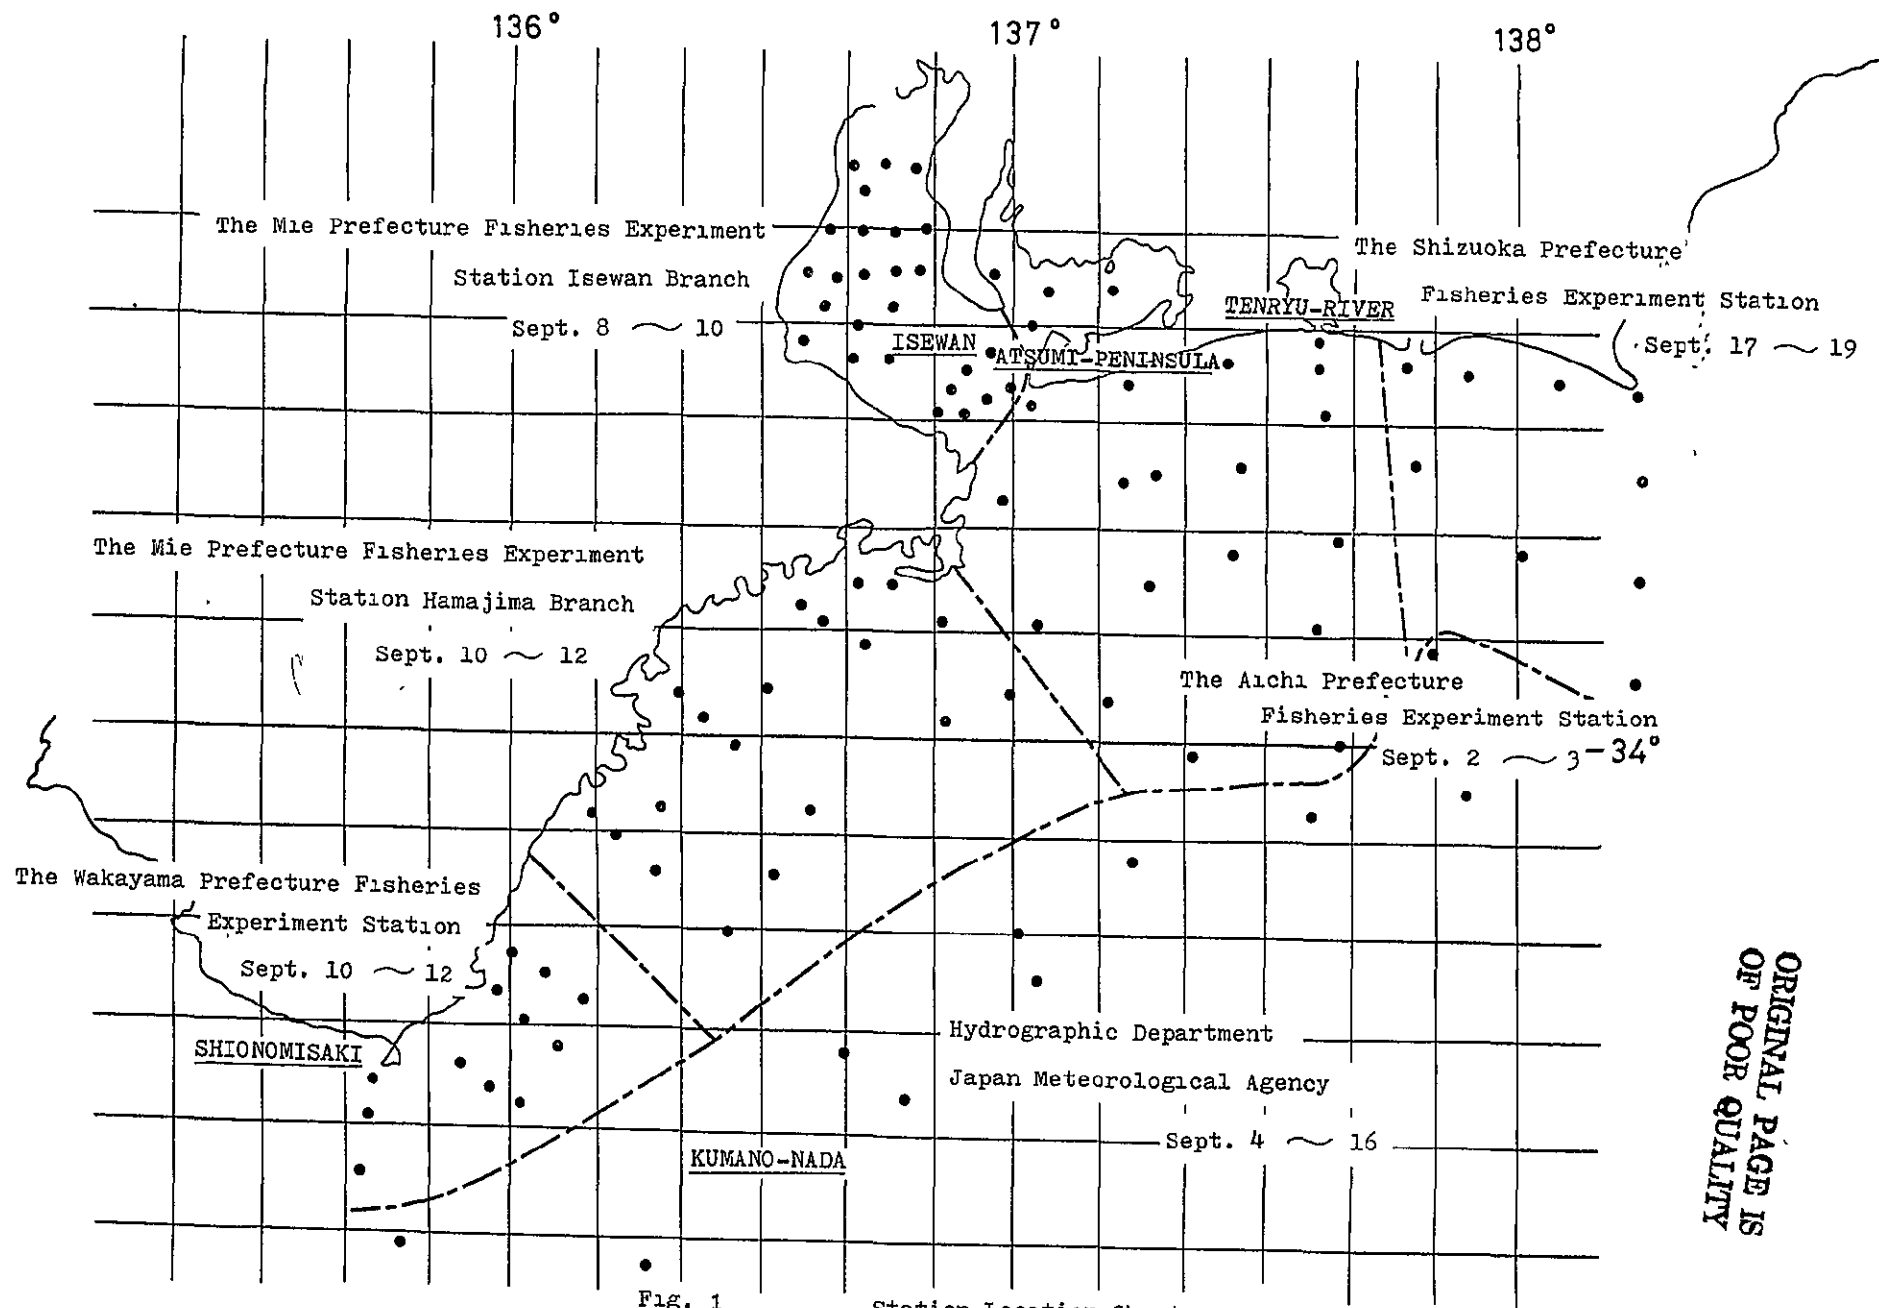 136°
137°
138°
The Mie Prefecture Fisheries Experiment
Station Isewan Branch
Sept. 8 ~ 10
The Shizuoka Prefecture
Fisheries Experiment Station
Sept. 17 ~ 19
TENRYU-RIVER
ISEWAN
ATSUMI-PENINSULA
The Mie Prefecture Fisheries Experiment
Station Hamajima Branch
Sept. 10 ~ 12
The Aichi Prefecture
Fisheries Experiment Station
Sept. 2 ~ 3
-34°
The Wakayama Prefecture Fisheries
Experiment Station
Sept. 10 ~ 12
SHIONOMISAKI
Hydrographic Department
Japan Meteorological Agency
Sept. 4 ~ 16
KUMANO-NADA
ORIGINAL PAGE IS
OF POOR QUALITY
Fig. 1
Station Location